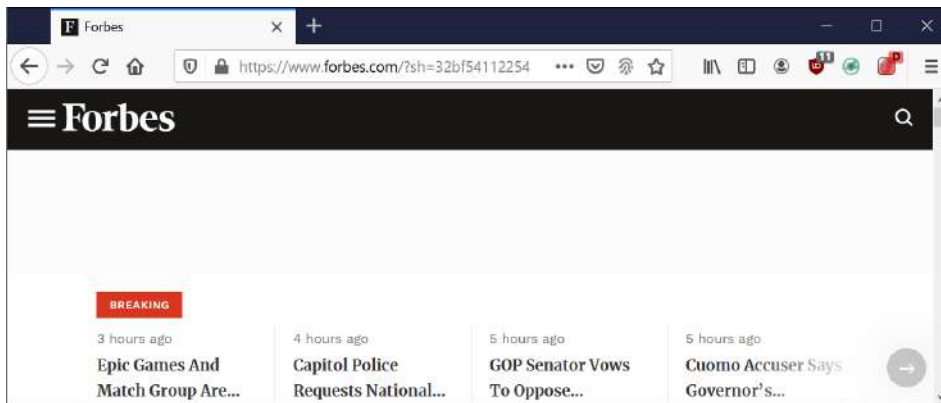 F Forbes
https://www.forbes.com/?sh=32bf54112254
Forbes
BREAKING
3 hours ago
Epic Games And
Match Group Are...
4 hours ago
Capitol Police
Requests National...
5 hours ago
GOP Senator Vows
To Oppose...
5 hours ago
Cuomo Accuser Says
Governor's...